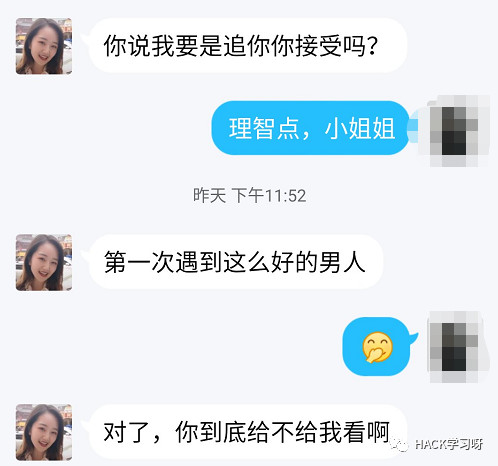 你说我要是追你你接受吗？
理智点，小姐姐
昨天 下午11:52
第一次遇到这么好的男人
对了，你到底给不给我看啊
HACK学习呀